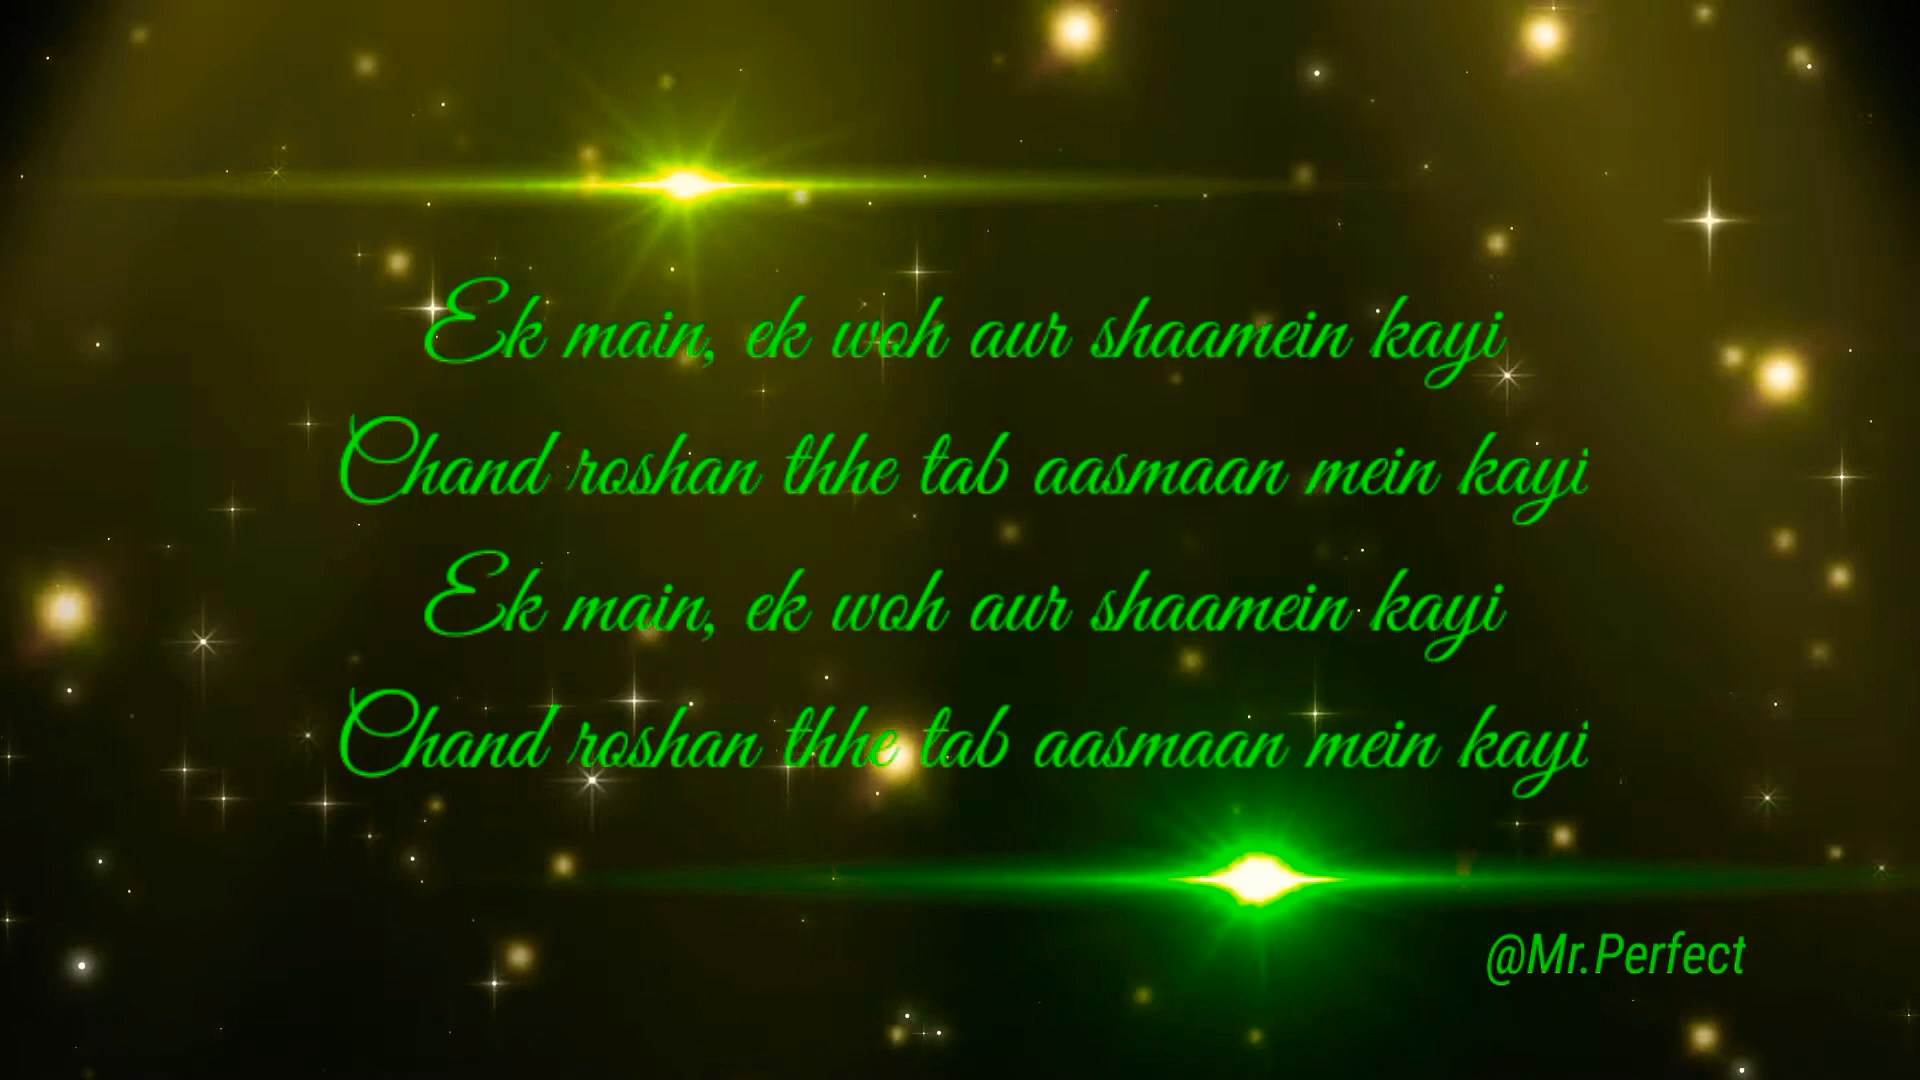 Ek main, ek woh aur shaamein kayi
Chand roshan thhe tab aasmaan mein kayi
Ek main, ek woh aur shaamein kayi
Chand roshan thhe tab aasmaan mein kayi
@Mr.Perfect